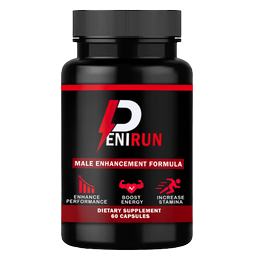 PENIRUN
MALE ENHANCEMENT FORMULA
ENHANCE
PERFORMANCE
BOOST
ENERGY
INCREASE
STAMINA
DIETARY SUPPLEMENT
60 CAPSULES